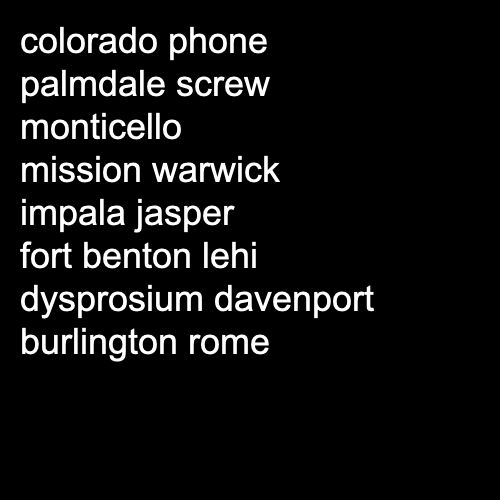 colorado phone
palmdale screw
monticello
mission warwick
impala jasper
fort benton lehi
dysprosium davenport
burlington rome